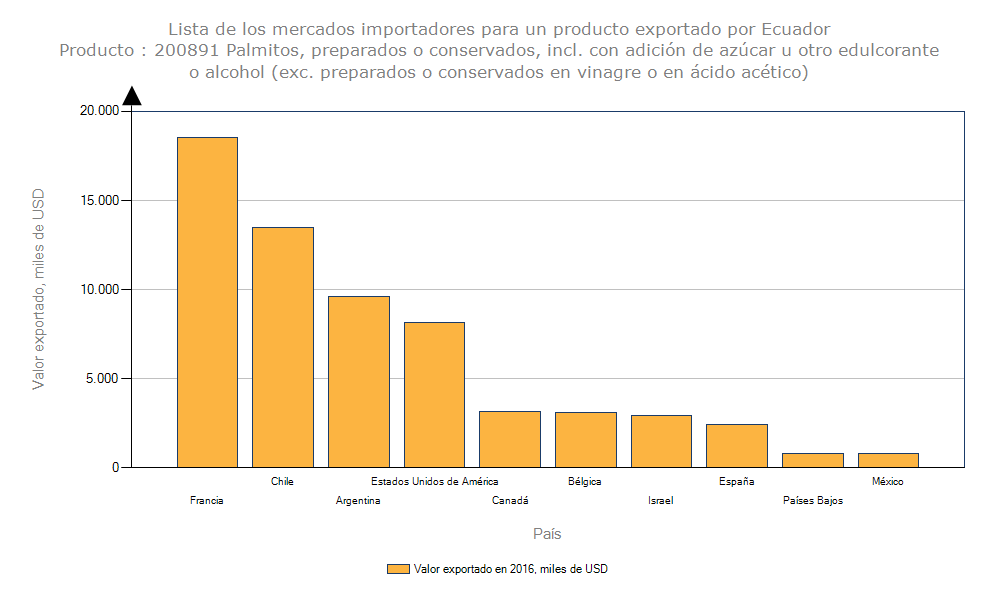 Lista de los mercados importadores para un producto exportado por Ecuador
Producto : 200891 Palmitos, preparados o conservados, incl. con adición de azúcar u otro edulcorante
o alcohol (exc. preparados o conservados en vinagre o en ácido acético)
20.000
15.000
10.000
5.000
0
Valor exportado, miles de USD
Chile
Estados Unidos de América
Bélgica
España
México
Francia
Argentina
Canadá
Israel
Países Bajos
País
Valor exportado en 2016, miles de USD